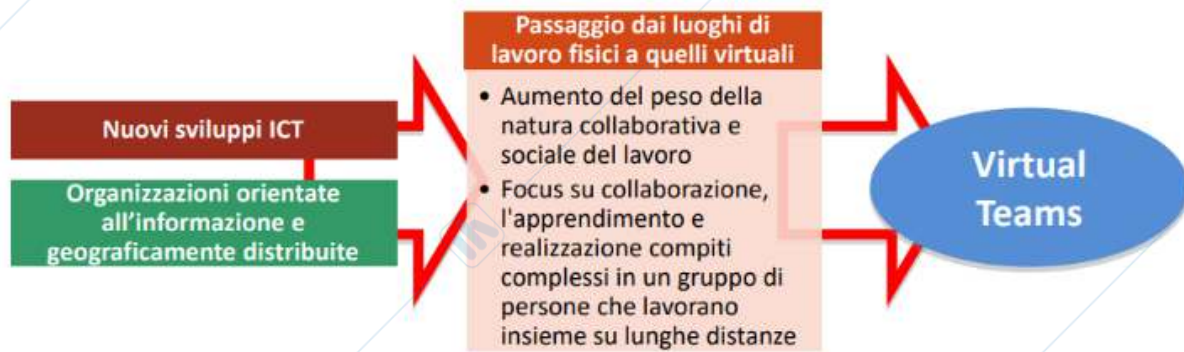 Nuovi sviluppi ICT
Organizzazioni orientate
all'informazione e
geograficamente distribuite
Passaggio dai luoghi di
lavoro fisici a quelli virtuali
• Aumento del peso della
natura collaborativa e
sociale del lavoro
• Focus su collaborazione,
l'apprendimento e
realizzazione compiti
complessi in un gruppo di
persone che lavorano
insieme su lunghe distanze
Virtual
Teams